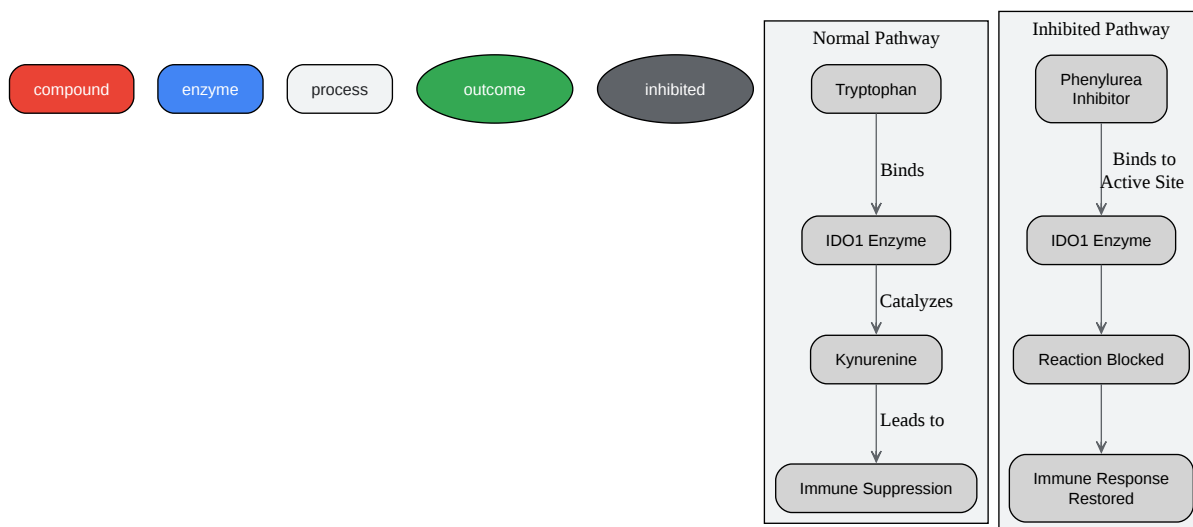 compound
enzyme
process
outcome
inhibited
Normal Pathway
Tryptophan
Binds
IDO1 Enzyme
Catalyzes
Kynurenine
Leads to
Immune Suppression
Inhibited Pathway
Phenylurea
Inhibitor
Binds to
Active Site
IDO1 Enzyme
Reaction Blocked
Immune Response
Restored